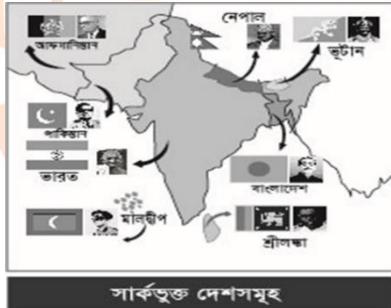 নেপাল
আফগানিস্তান
ভূটান
পাকিস্তান
ভারত
বাংলাদেশ
মালদ্বীপ
শ্রীলঙ্কা
সার্কভুক্ত দেশসমূহ